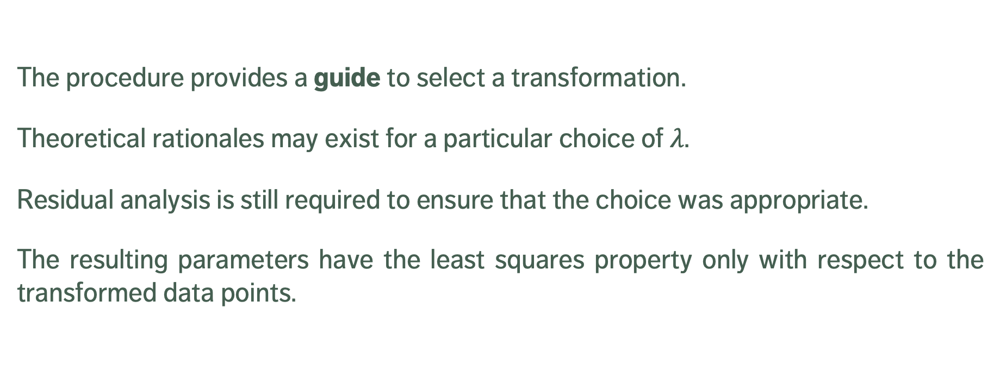 The procedure provides a guide to select a transformation.
Theoretical rationales may exist for a particular choice of λ.
Residual analysis is still required to ensure that the choice was appropriate.
The resulting parameters have the least squares property only with respect to the
transformed data points.